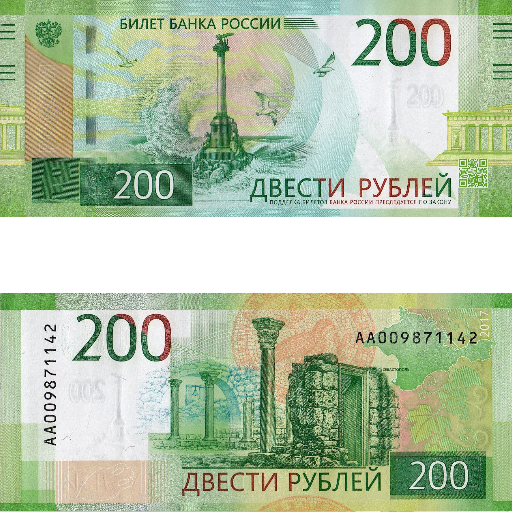 БИЛЕТ БАНКА РОССИИ
200
200
200
ДВЕСТИ РУБЛЕЙ
ПОДДЕЛКА БИЛЕТОВ БАНКА РОССИИ ПРЕСЛЕДУЕТСЯ ПО ЗАКОНУ
200
АА009871142
АА009871142
2017
200
СЕВАСТОПОЛЬ
ДВЕСТИ РУБЛЕЙ
200